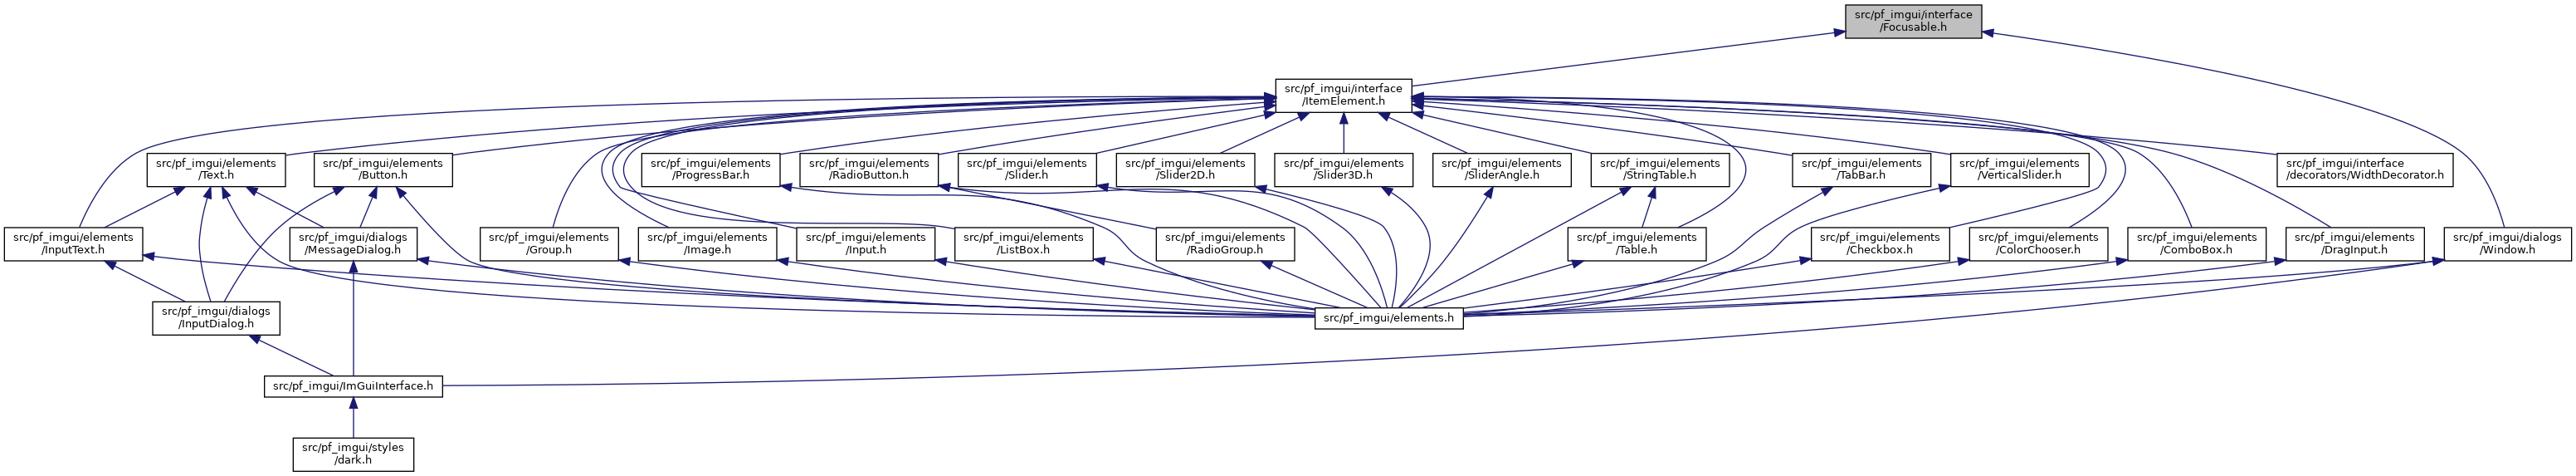 src/pf_imgui/interface
/Focusable.h
src/pf_imgui/interface
/ItemElement.h
src/pf_imgui/elements
/Text.h
src/pf_imgui/elements
/Button.h
src/pf_imgui/elements
/ProgressBar.h
src/pf_imgui/elements
/RadioButton.h
src/pf_imgui/elements
/Slider.h
src/pf_imgui/elements
/Slider2D.h
src/pf_imgui/elements
/Slider3D.h
src/pf_imgui/elements
/SliderAngle.h
src/pf_imgui/elements
/StringTable.h
src/pf_imgui/elements
/TabBar.h
src/pf_imgui/elements
/VerticalSlider.h
src/pf_imgui/interface
/decorators/WidthDecorator.h
src/pf_imgui/elements
/InputText.h
src/pf_imgui/dialogs
/MessageDialog.h
src/pf_imgui/elements
/Group.h
src/pf_imgui/elements
/Image.h
src/pf_imgui/elements
/Input.h
src/pf_imgui/elements
/ListBox.h
src/pf_imgui/elements
/RadioGroup.h
src/pf_imgui/elements
/Table.h
src/pf_imgui/elements
/Checkbox.h
src/pf_imgui/elements
/ColorChooser.h
src/pf_imgui/elements
/ComboBox.h
src/pf_imgui/elements
/DragInput.h
src/pf_imgui/dialogs
/Window.h
src/pf_imgui/dialogs
/InputDialog.h
src/pf_imgui/elements.h
src/pf_imgui/ImGuiInterface.h
src/pf_imgui/styles
/dark.h